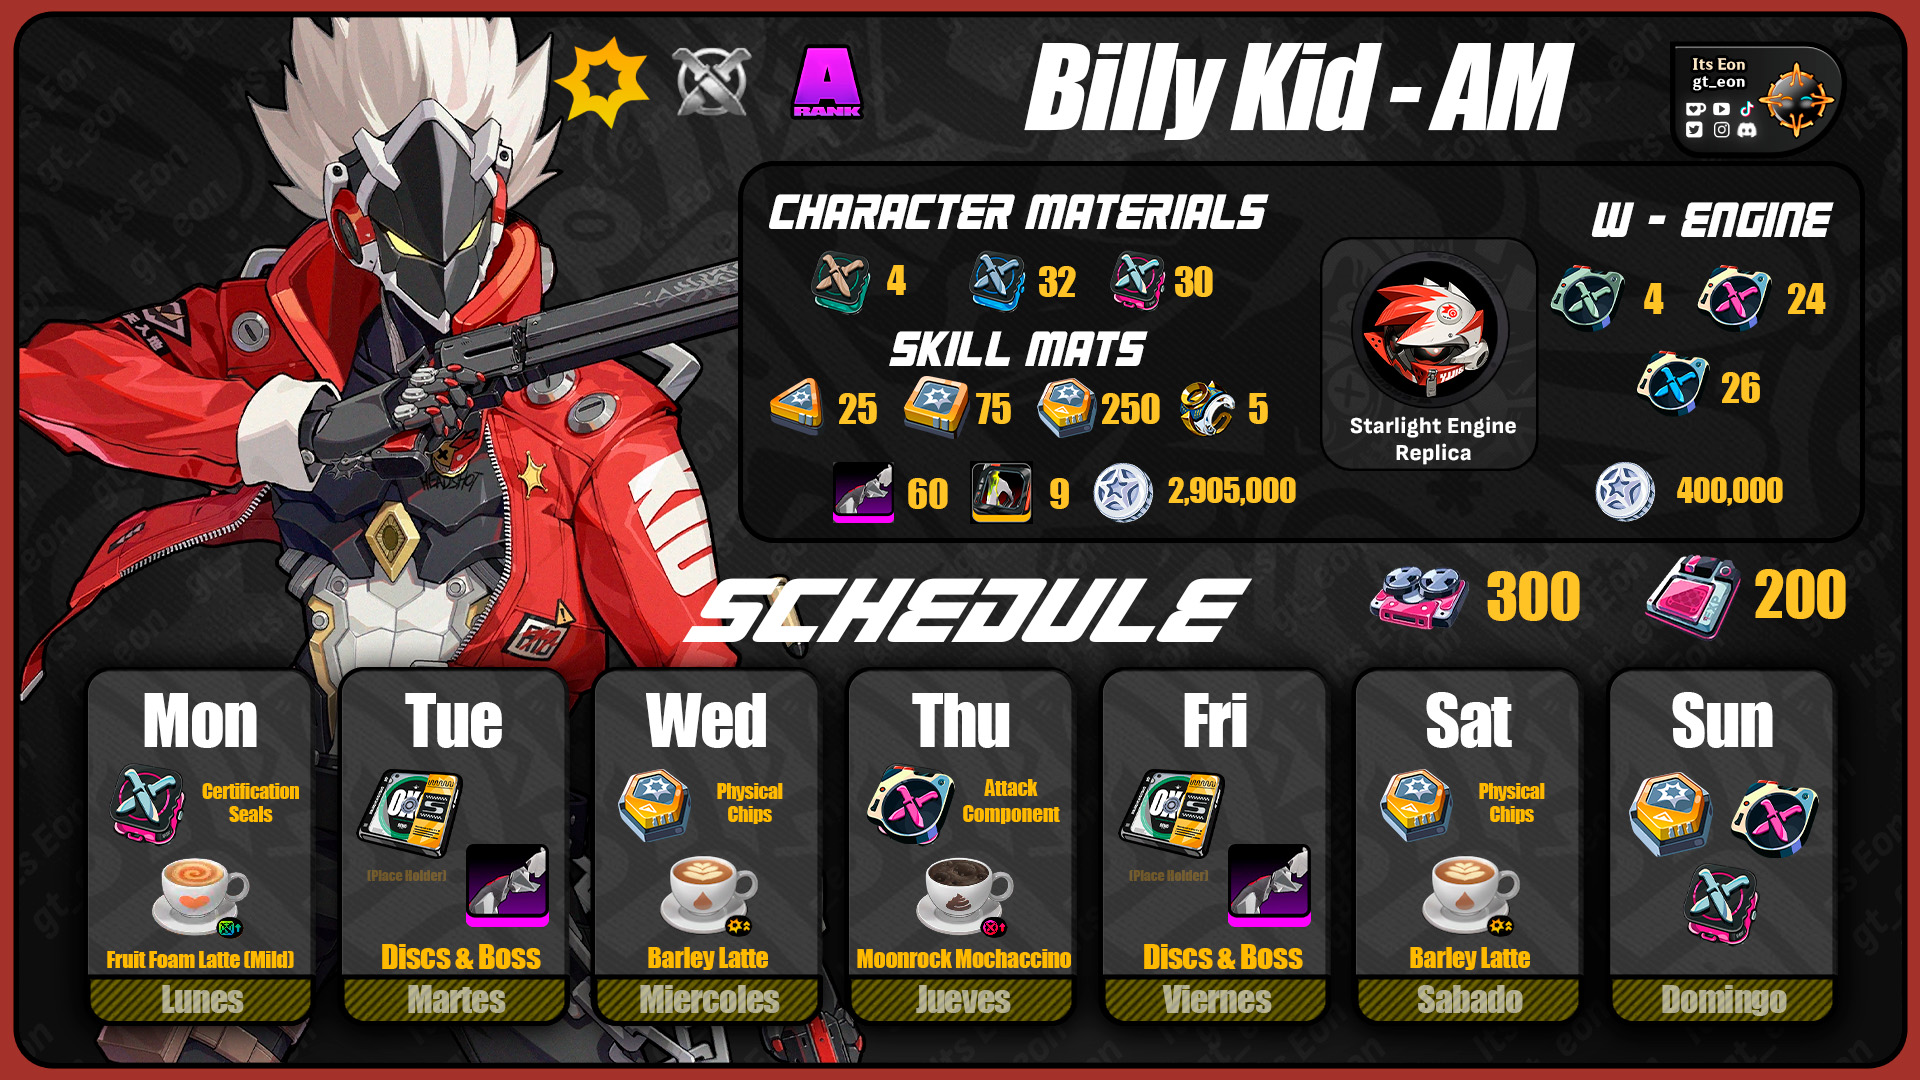 A
RANK
Billy Kid - AM
Its Eon
gt_eon
CHARACTER MATERIALS
4
32
30
SKILL MATS
25
75
250
5
60
9
2,905,000
Starlight Engine
Replica
W - ENGINE
4
24
26
400,000
HEADSHOT
KID
SCHEDULE
300
200
Mon
Certification
Seals
Fruit Foam Latte (Mild)
Lunes
Tue
[Place Holder]
Discs & Boss
Martes
Wed
Physical
Chips
Barley Latte
Miercoles
Thu
Attack
Component
Moonrock Mochaccino
Jueves
Fri
[Place Holder]
Discs & Boss
Viernes
Sat
Physical
Chips
Barley Latte
Sabado
Sun
Domingo